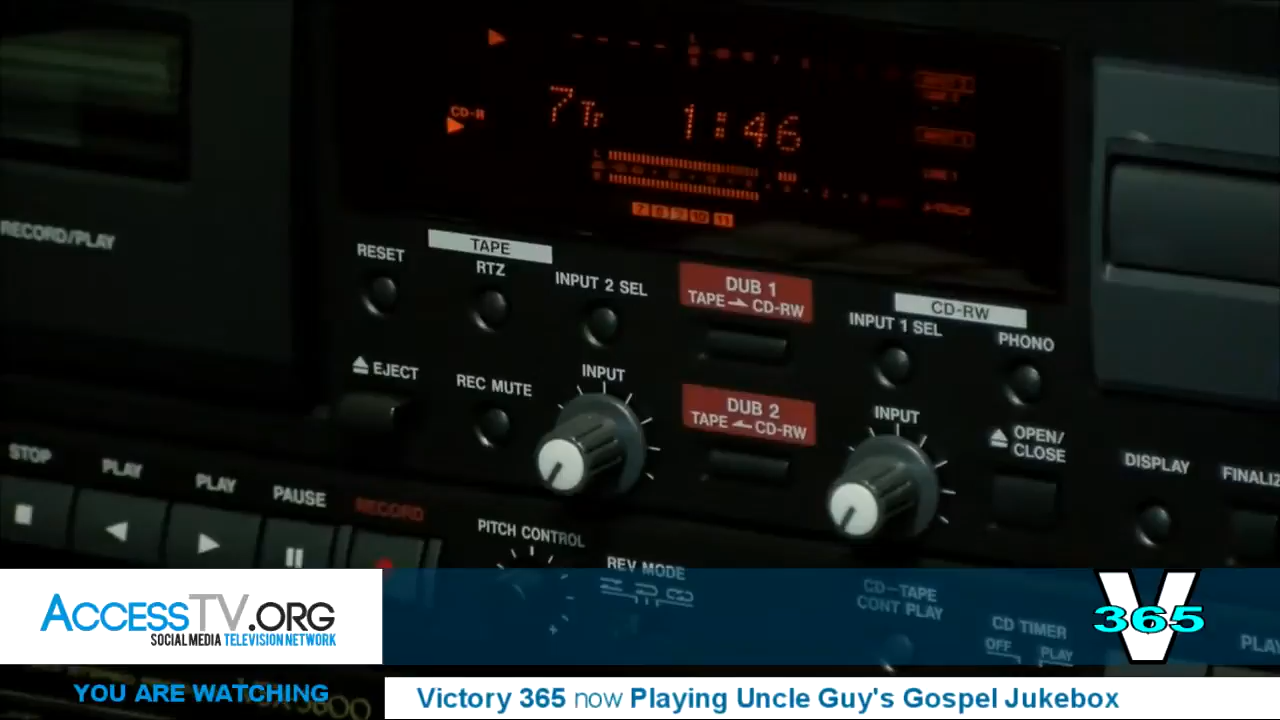 CD-R
7 Tr 1:46
7 8 9 10 11
RECORD/PLAY
RESET
TAPE
RTZ
INPUT 2 SEL
DUB 1
TAPE CD-RW
INPUT 1 SEL
CD-RW
PHONO
EJECT
REC MUTE
INPUT
DUB 2
TAPE CD-RW
INPUT
OPEN/
CLOSE
DISPLAY
STOP
PLAY
PLAY
PAUSE
RECORD
PITCH CONTROL
REV MODE
CD-TAPE
CONT PLAY
CD TIMER
OFF PLAY
ACCESSTV.ORG
SOCIAL MEDIA TELEVISION NETWORK
V
365
YOU ARE WATCHING
Victory 365 now Playing Uncle Guy's Gospel Jukebox